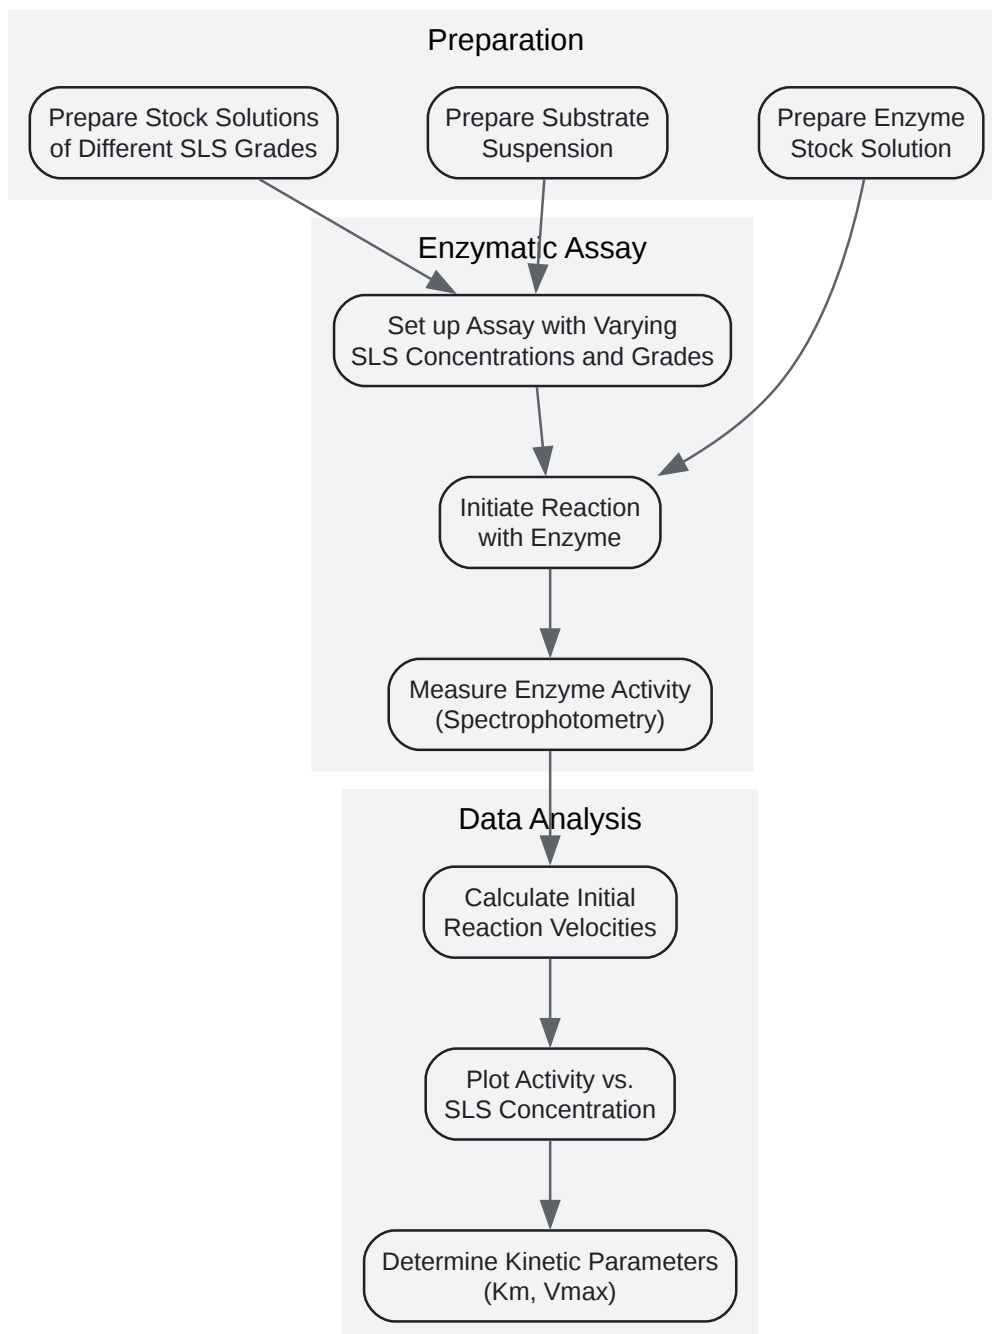 Preparation
Prepare Stock Solutions
of Different SLS Grades
Prepare Substrate
Suspension
Prepare Enzyme
Stock Solution
Enzymatic Assay
Set up Assay with Varying
SLS Concentrations and Grades
Initiate Reaction
with Enzyme
Measure Enzyme Activity
(Spectrophotometry)
Data Analysis
Calculate Initial
Reaction Velocities
Plot Activity vs.
SLS Concentration
Determine Kinetic Parameters
(Km, Vmax)